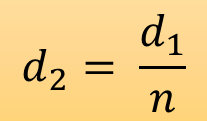 d₂ = d₁/n